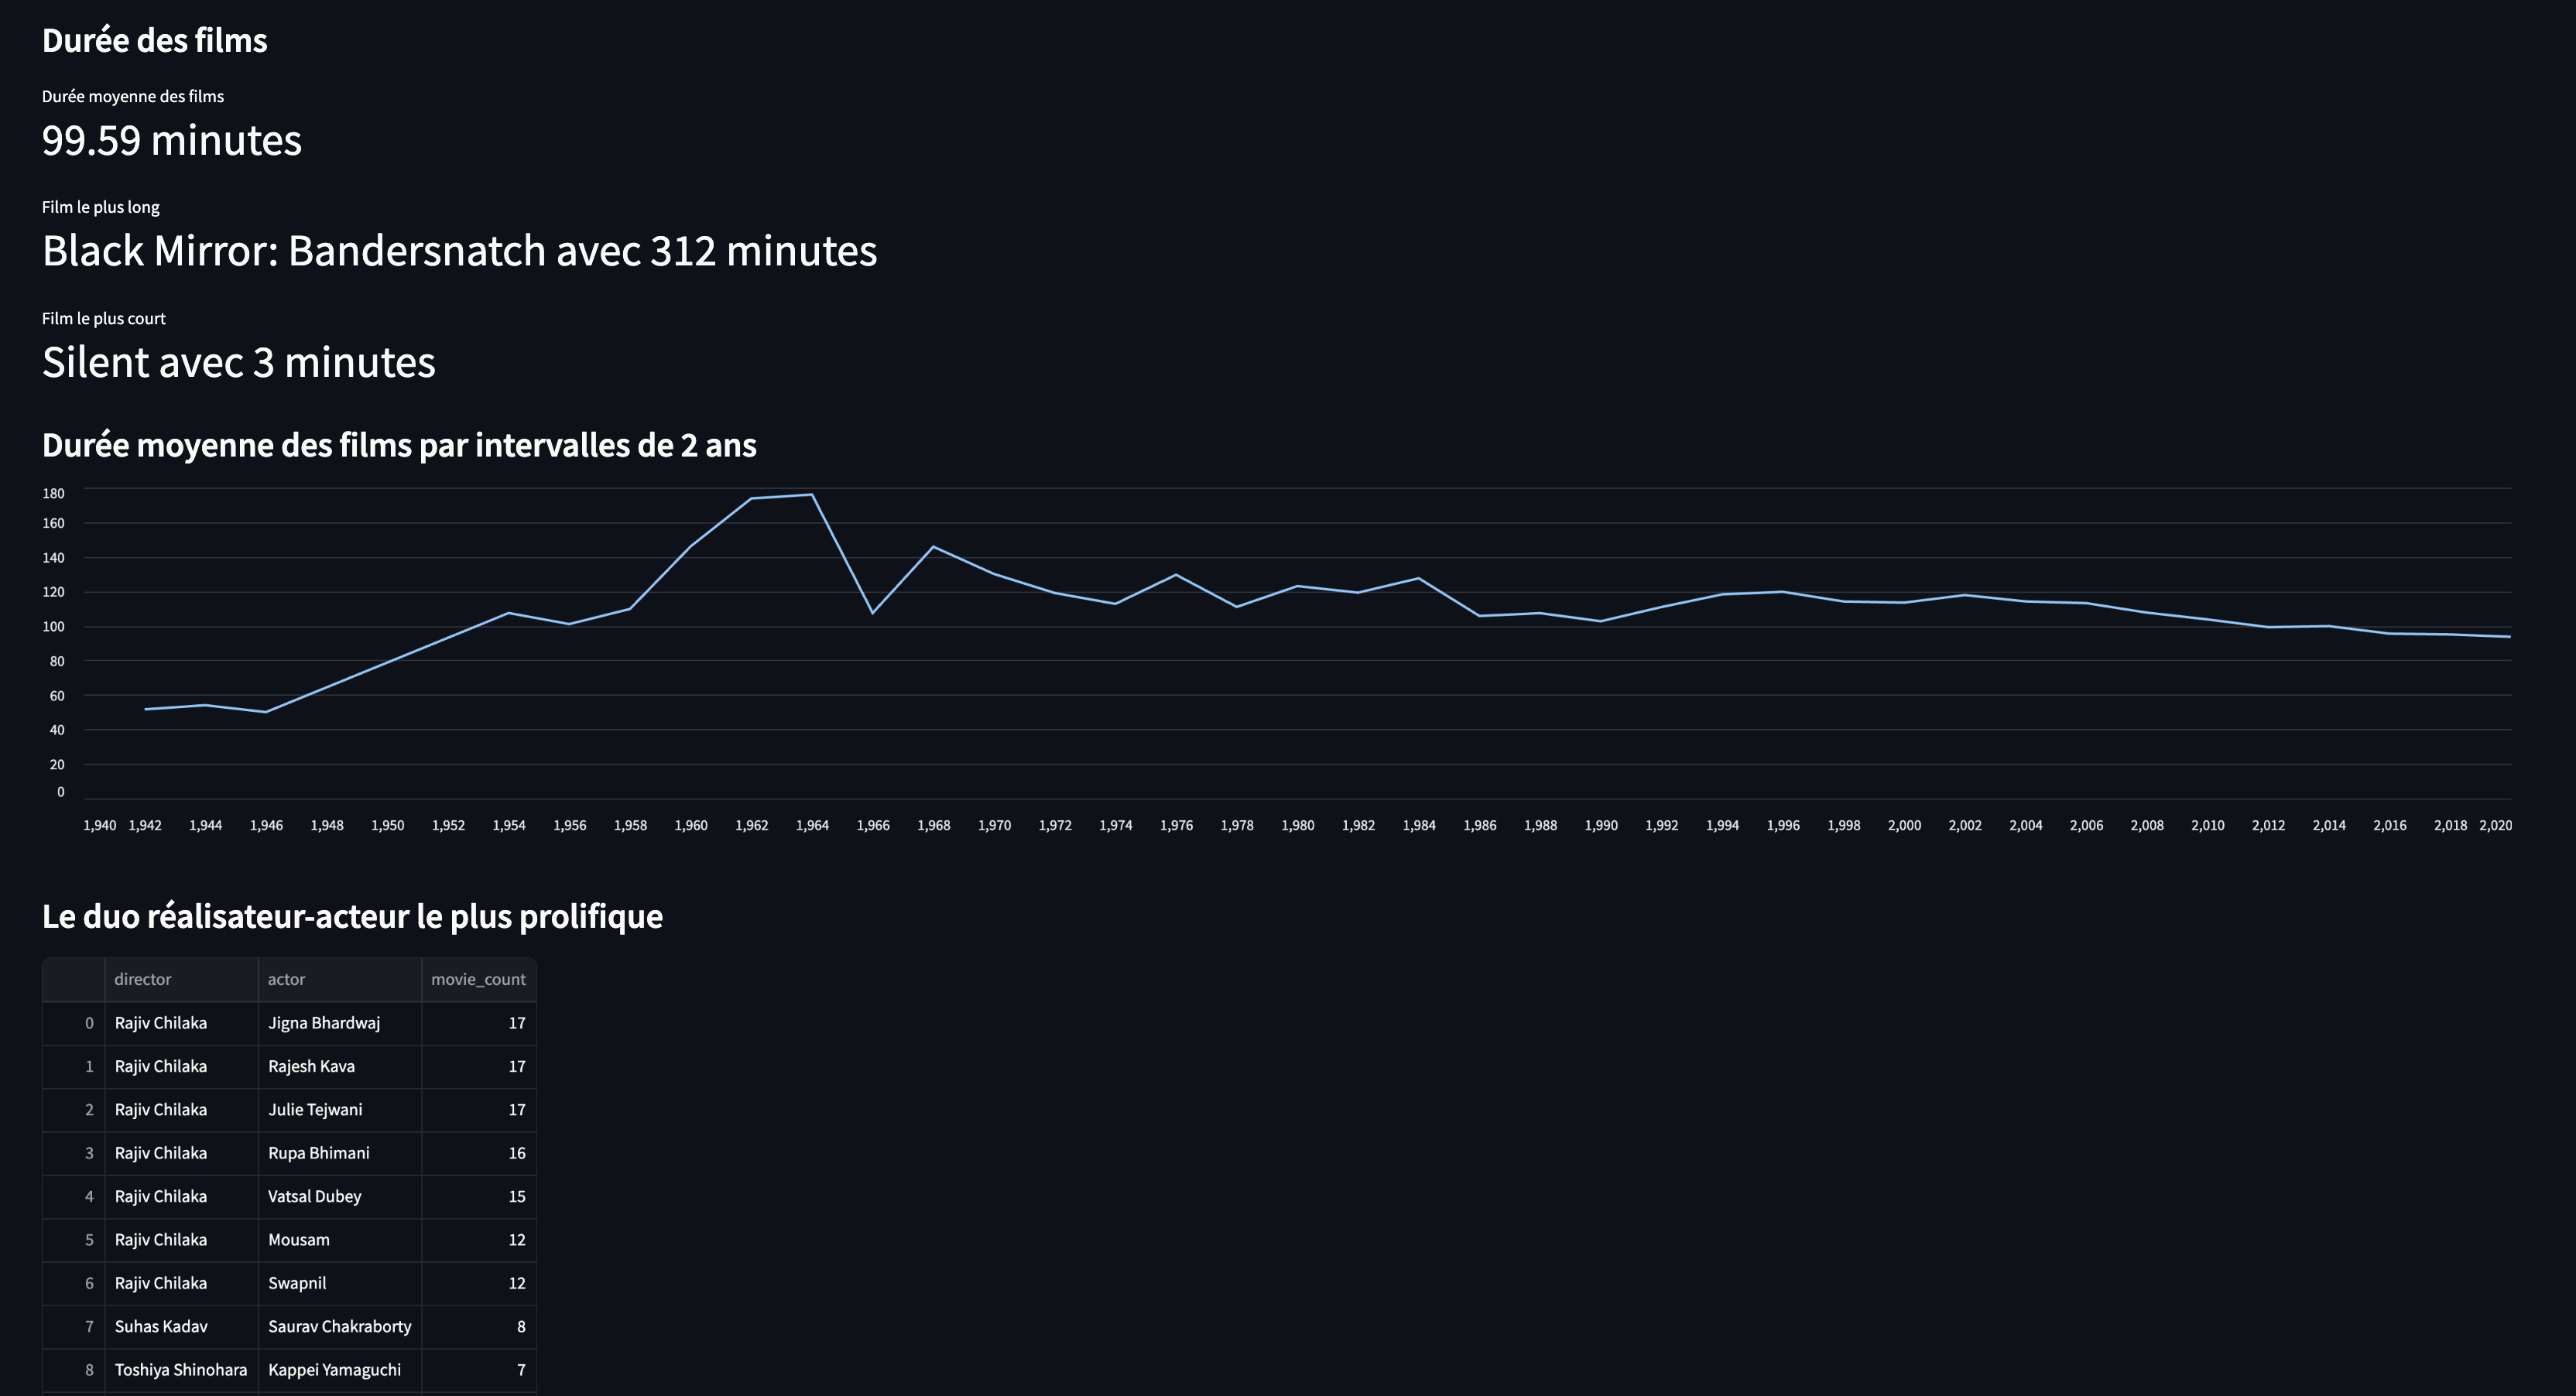 Durée des films
Durée moyenne des films
99.59 minutes
Film le plus long
Black Mirror: Bandersnatch avec 312 minutes
Film le plus court
Silent avec 3 minutes
Durée moyenne des films par intervalles de 2 ans
180
160
140
120
100
80
60
40
20
0
1,940 1,942 1,944 1,946 1,948 1,950 1,952 1,954 1,956 1,958 1,960 1,962 1,964 1,966 1,968 1,970 1,972 1,974 1,976 1,978 1,980 1,982 1,984 1,986 1,988 1,990 1,992 1,994 1,996 1,998 2,000 2,002 2,004 2,006 2,008 2,010 2,012 2,014 2,016 2,018 2,020
Le duo réalisateur-acteur le plus prolifique
director actor movie_count
0 Rajiv Chilaka Jigna Bhardwaj 17
1 Rajiv Chilaka Rajesh Kava 17
2 Rajiv Chilaka Julie Tejwani 17
3 Rajiv Chilaka Rupa Bhimani 16
4 Rajiv Chilaka Vatsal Dubey 15
5 Rajiv Chilaka Mousam 12
6 Rajiv Chilaka Swapnil 12
7 Suhas Kadav Saurav Chakraborty 8
8 Toshiya Shinohara Kappei Yamaguchi 7